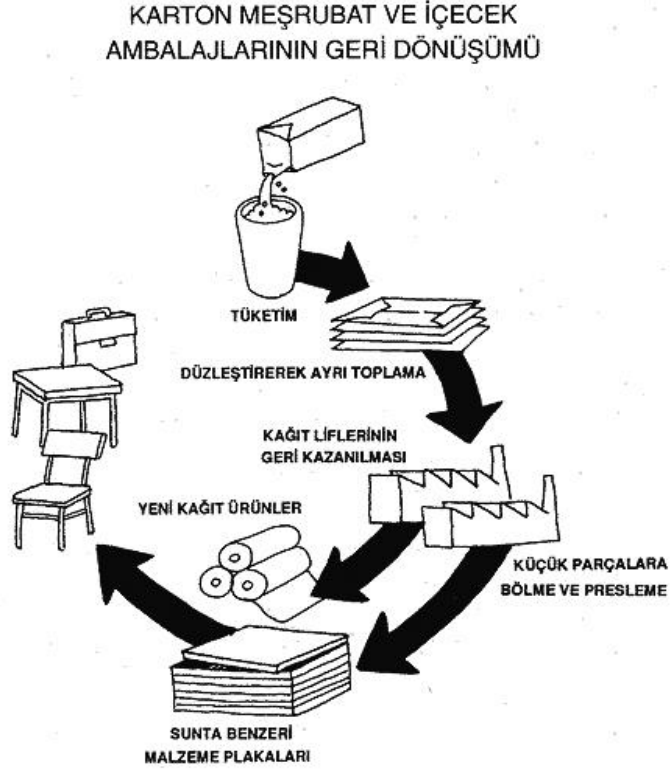 KARTON MEŞRUBAT VE İÇECEK
AMBALAJLARININ GERİ DÖNÜŞÜMÜ
TÜKETİM
DÜZLEŞTİREREK AYRI TOPLAMA
KAĞIT LİFLERİNİN
GERİ KAZANILMASI
YENİ KAĞIT ÜRÜNLER
KÜÇÜK PARÇALARA
BÖLME VE PRESLEME
SUNTA BENZERİ
MALZEME PLAKALARI